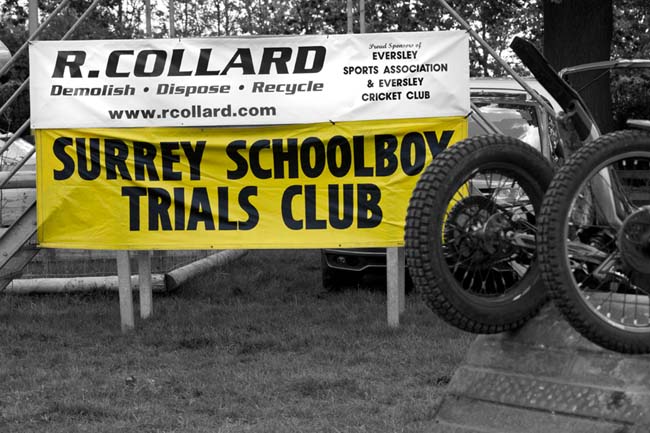 R.COLLARD
Demolish • Dispose • Recycle
www.rcollard.com
Proud Sponsors of
EVERSLEY
SPORTS ASSOCIATION
& EVERSLEY
CRICKET CLUB
SURREY SCHOOLBOY
TRIALS CLUB